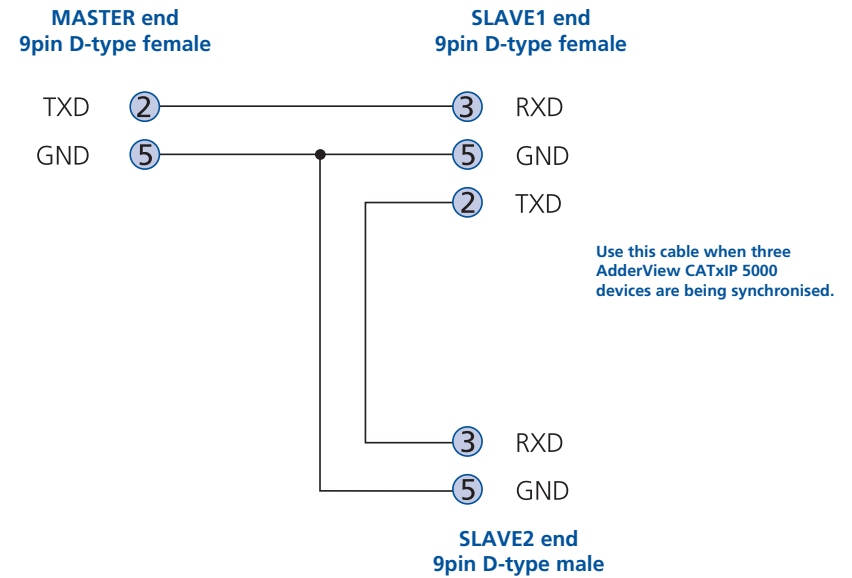 MASTER end
9pin D-type female
SLAVE1 end
9pin D-type female
TXD 2 3 RXD
GND 5 5 GND
2 TXD
Use this cable when three
AdderView CATxIP 5000
devices are being synchronised.
3 RXD
5 GND
SLAVE2 end
9pin D-type male